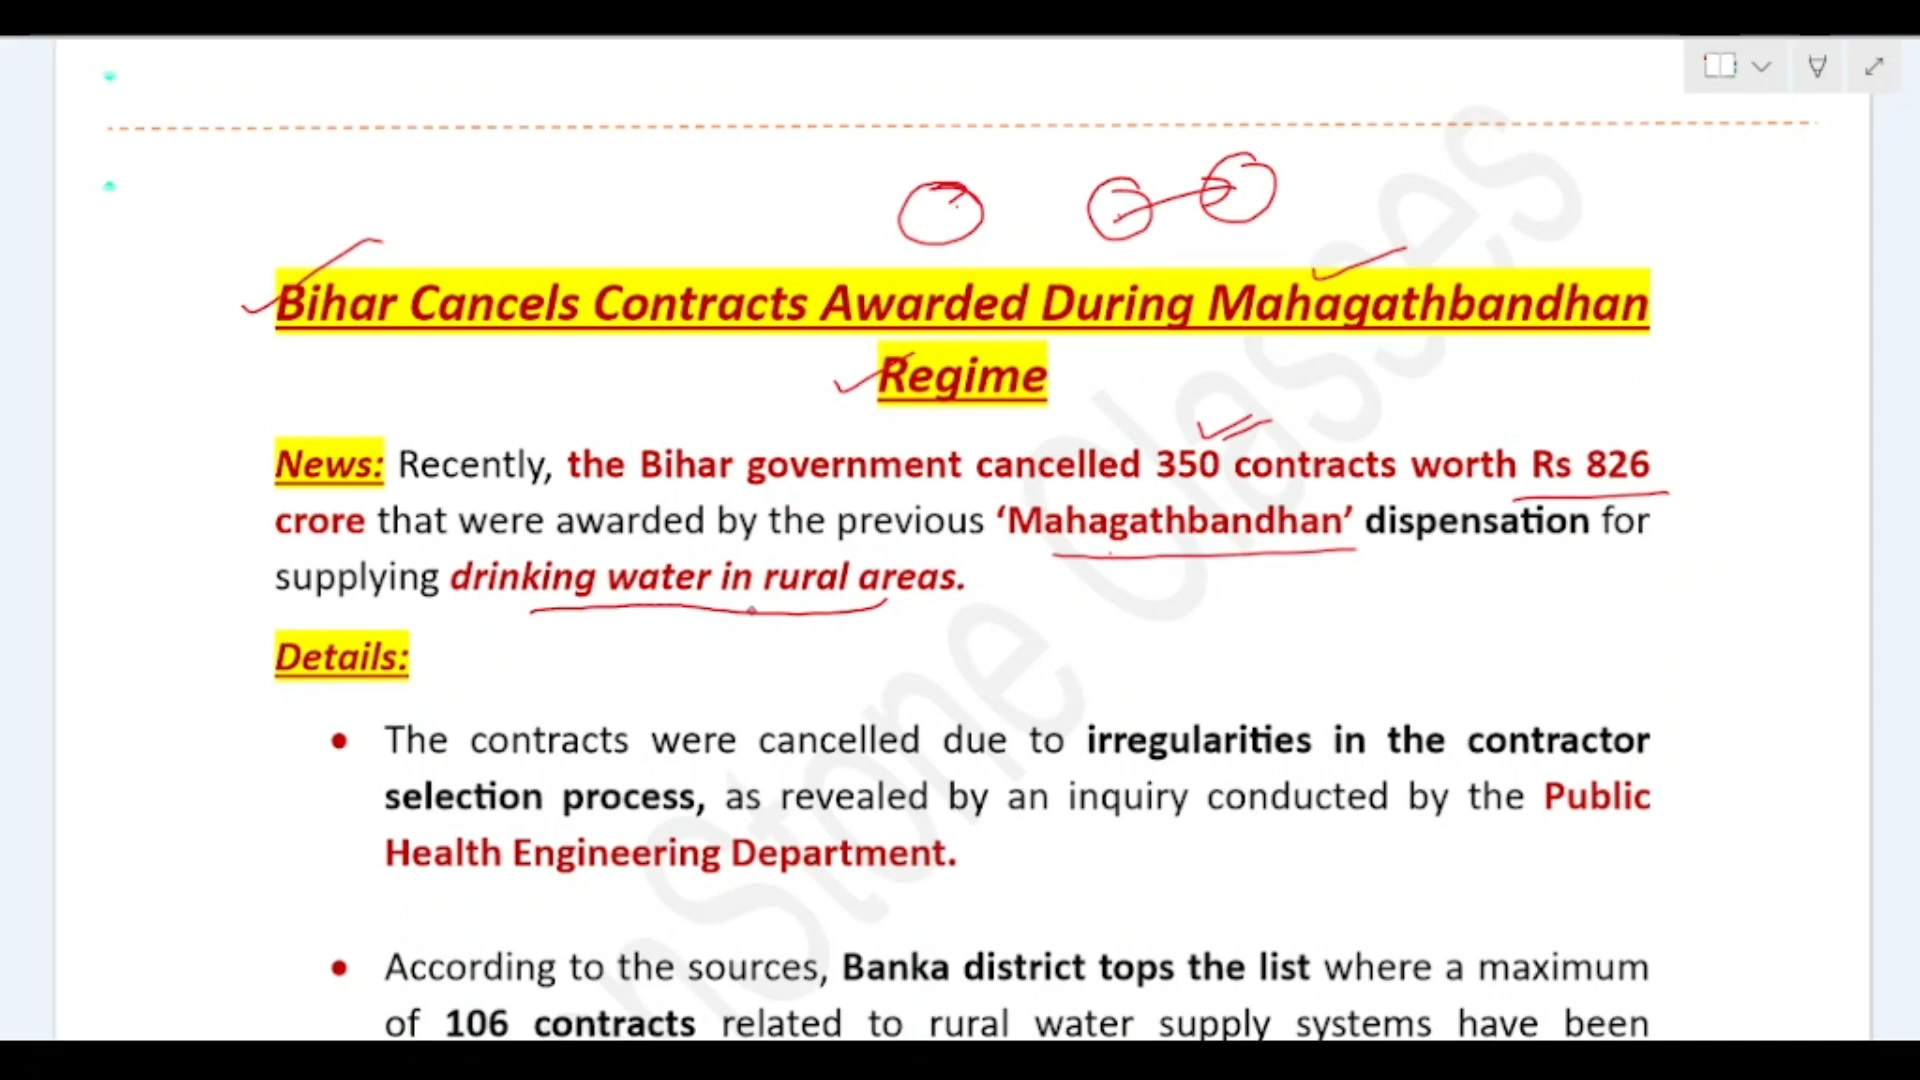 Bihar Cancels Contracts Awarded During Mahagathbandhan
Regime
News: Recently, the Bihar government cancelled 350 contracts worth Rs 826
crore that were awarded by the previous ‘Mahagathbandhan’ dispensation for
supplying drinking water in rural areas.
Details:
• The contracts were cancelled due to irregularities in the contractor
selection process, as revealed by an inquiry conducted by the Public
Health Engineering Department.
• According to the sources, Banka district tops the list where a maximum
of 106 contracts related to rural water supply systems have been
nStone Classes